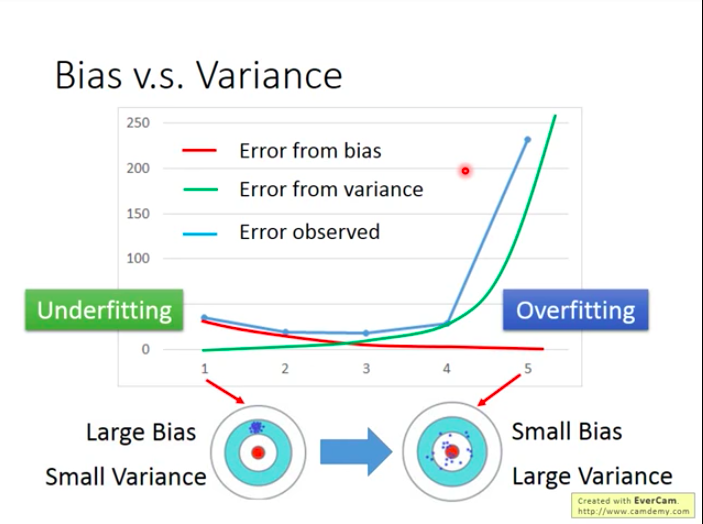 Bias v.s. Variance
250
200
150
100
0
Error from bias
Error from variance
Error observed
Underfitting
Overfitting
1 2 3 4 5
Large Bias
Small Variance
Small Bias
Large Variance
Created with EverCam.
http://www.camdemy.com